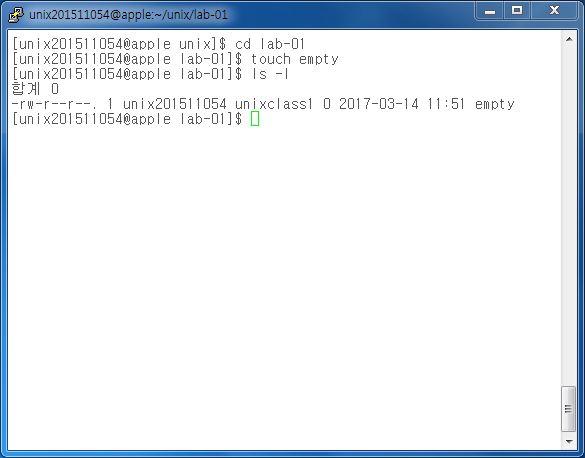 unix201511054@apple:~/unix/lab-01
[unix201511054@apple unix]$ cd lab-01
[unix201511054@apple lab-01]$ touch empty
[unix201511054@apple lab-01]$ ls -l
합계 0
-rw-r--r--. 1 unix201511054 unixclass1 0 2017-03-14 11:51 empty
[unix201511054@apple lab-01]$